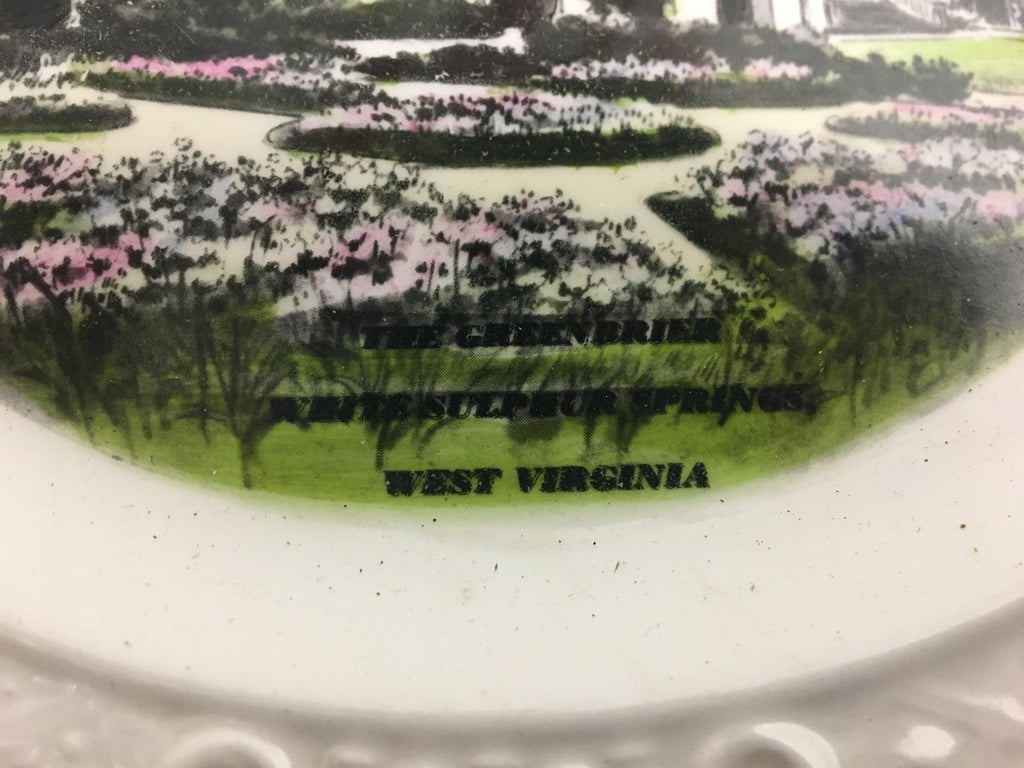 THE GREENBRIER
WHITE SULPHUR SPRINGS,
WEST VIRGINIA